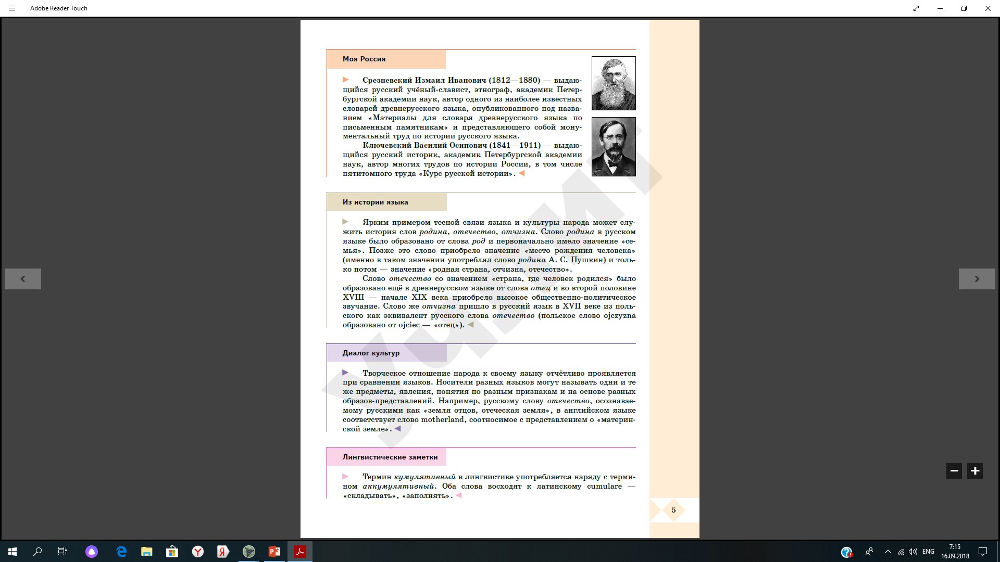 Adobe Reader Touch
Моя Россия
Срезневский Измаил Иванович (1812—1880) — выдаю-
щийся русский учёный-славист, этнограф, академик Петер-
бургской академии наук, автор одного из наиболее известных
словарей древнерусского языка, опубликованного под назва-
нием «Материалы для словаря древнерусского языка по
письменным памятникам» и представляющего собой мону-
ментальный труд по истории русского языка.
Ключевский Василий Осипович (1841—1911) — выдаю-
щийся русский историк, академик Петербургской академии
наук, автор многих трудов по истории России, в том числе
пятитомного труда «Курс русской истории».
Из истории языка
Ярким примером тесной связи языка и культуры народа может слу-
жить история слов родина, отечество, отчизна. Слово родина в русском
языке было образовано от слова род и первоначально имело значение «се-
мья». Позже это слово приобрело значение «место рождения человека»
(именно в таком значении употреблял слово родина А. С. Пушкин) и толь-
ко потом — значение «родная страна, отчизна, отечество».
Слово отечество со значением «страна, где человек родился» было
образовано ещё в древнерусском языке от слова отец и во второй половине
XVIII — начале XIX века приобрело высокое общественно-политическое
звучание. Слово же отчизна пришло в русский язык в XVII веке из поль-
ского как эквивалент русского слова отечество (польское слово ojczyzna
образовано от ojciec — «отец»).
Диалог культур
Творческое отношение народа к своему языку отчётливо проявляется
при сравнении языков. Носители разных языков могут называть одни и те
же предметы, явления, понятия по разным признакам и на основе разных
образов-представлений. Например, русскому слову отечество, осознавае-
мому русскими как «земля отцов, отеческая земля», в английском языке
соответствует слово motherland, соотносимое с представлением о «материн-
ской земле».
Лингвистические заметки
Термин кумулятивный в лингвистике употребляется наряду с терми-
ном аккумулятивный. Оба слова восходят к латинскому cumulare —
«складывать», «заполнять».
5
Учлит
ENG
7:15
16.09.2018